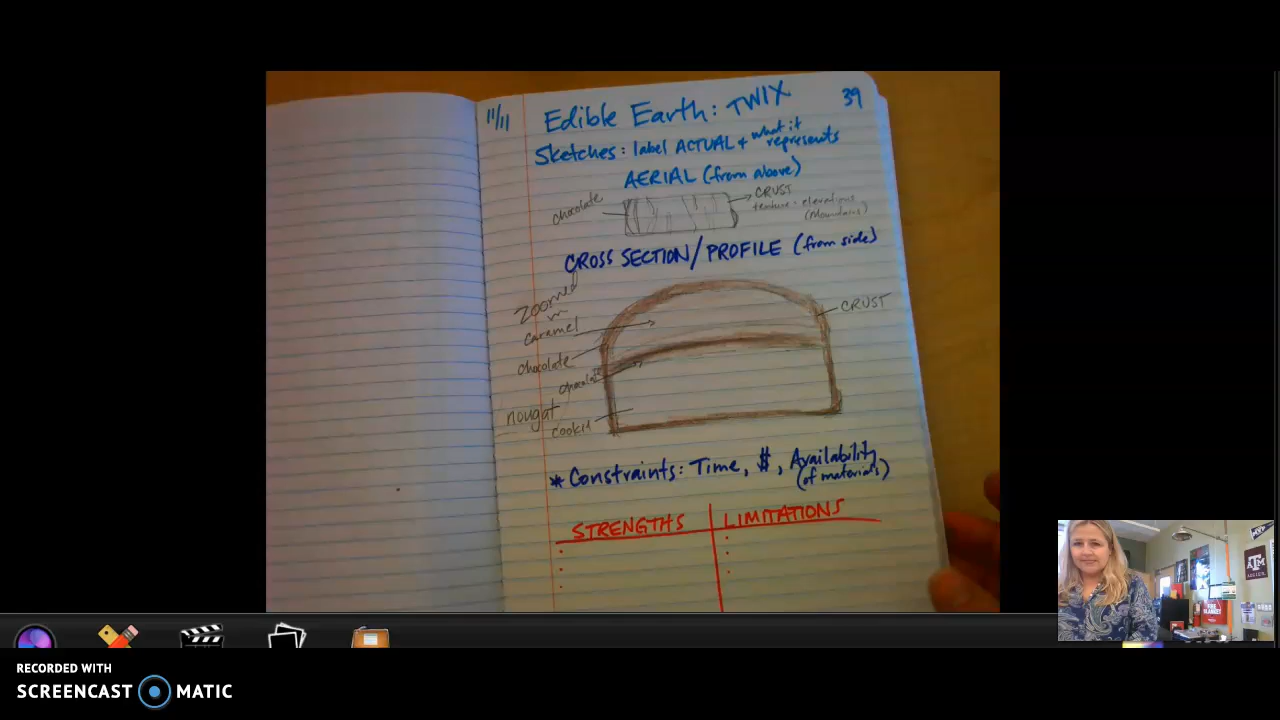 11/11 Edible Earth: TWIX 39
Sketches: label ACTUAL + what it represents
AERIAL (from above)
chocolate
CRUST
texture - elevations
(Mountains)
CROSS SECTION/PROFILE (from side)
Zoomed
in
caramel
CRUST
chocolate
chocolate
nougat
cookie
* Constraints: Time, $, Availability
(of materials)
STRENGTHS LIMITATIONS
ATM
RECORDED WITH
SCREENCAST MATIC